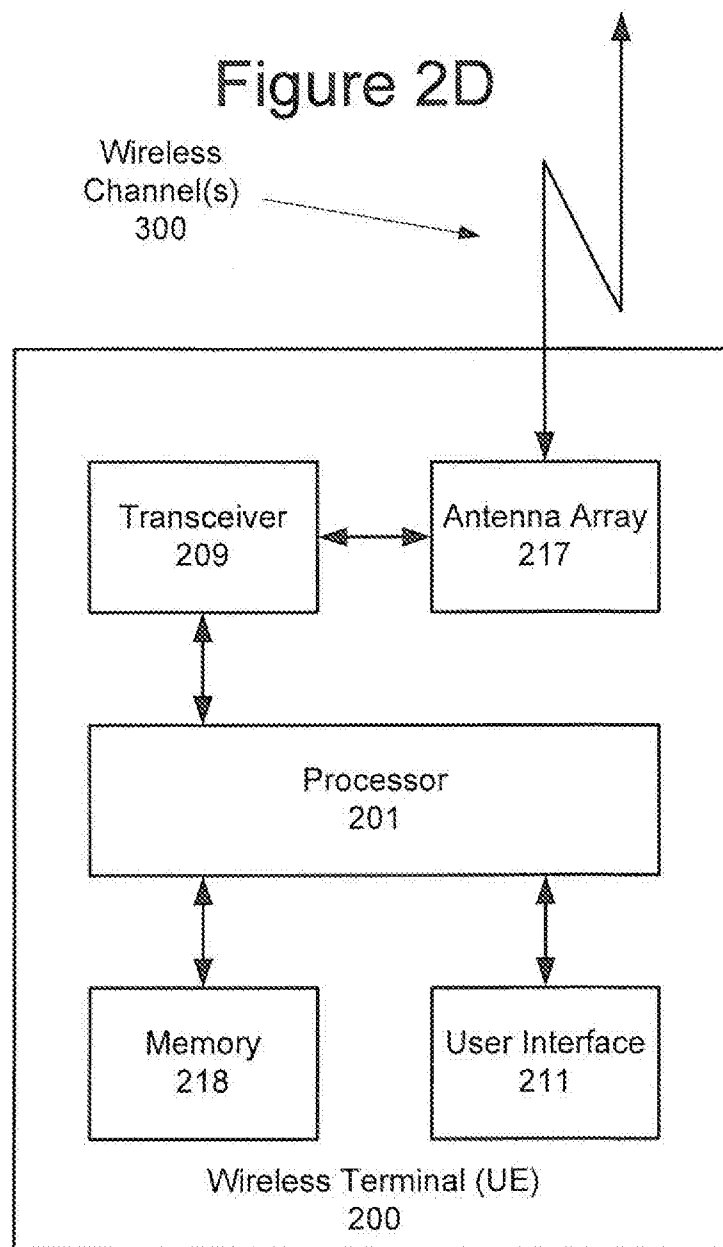 Figure 2D
Wireless
Channel(s)
300
Transceiver
209
Antenna Array
217
Processor
201
Memory
218
User Interface
211
Wireless Terminal (UE)
200